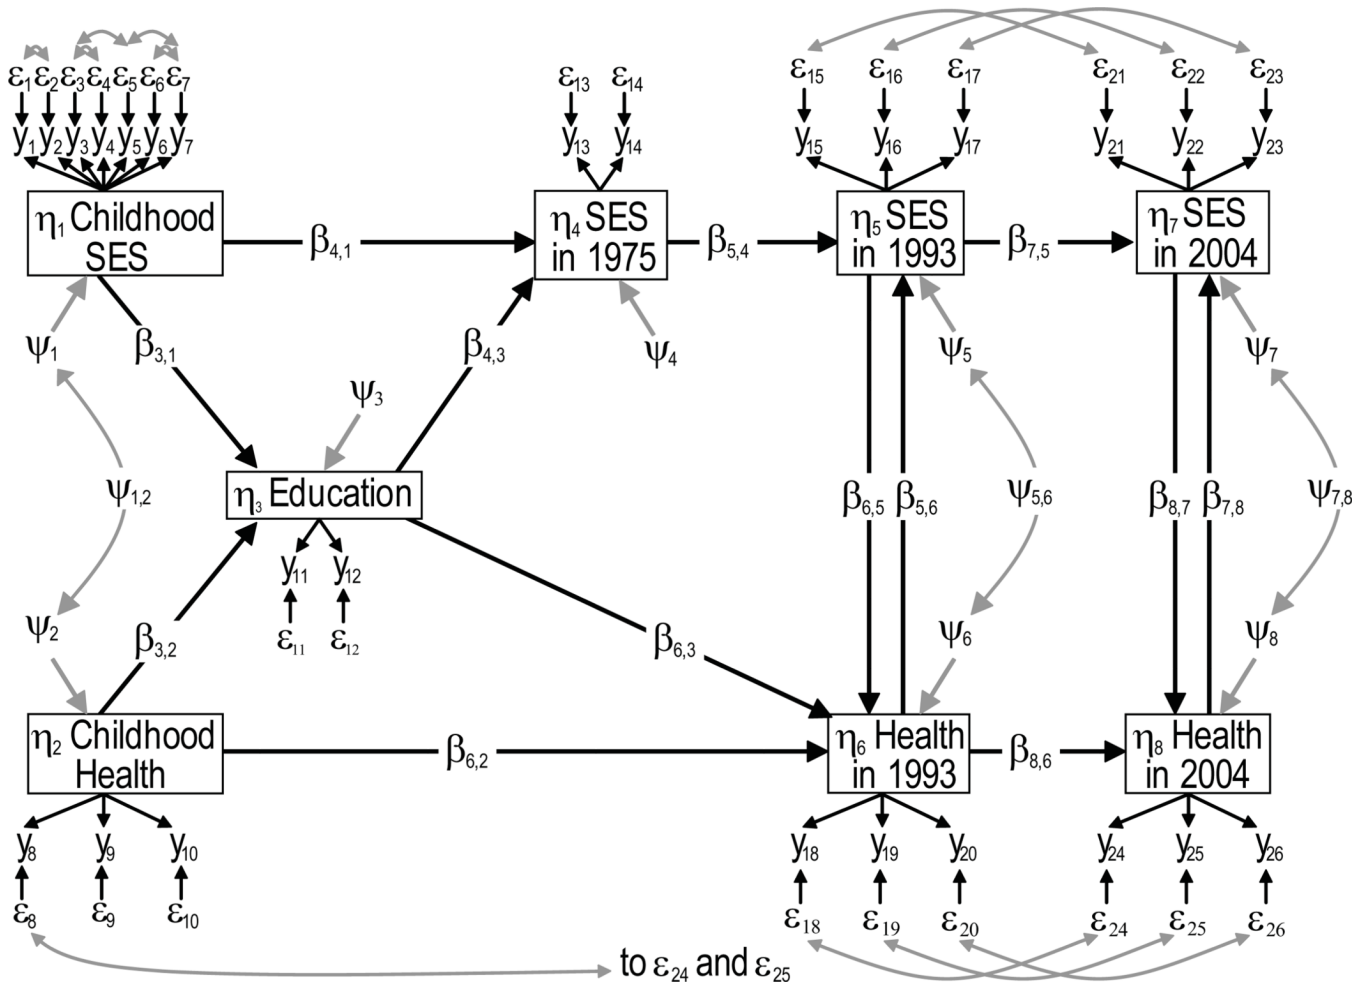 ε1 ε2 ε3 ε4 ε5 ε6 ε7
y1 y2 y3 y4 y5 y6 y7
ε13 ε14
y13 y14
ε15 ε16 ε17
y15 y16 y17
ε21 ε22 ε23
y21 y22 y23
η1 Childhood
SES
β4,1
η4 SES
in 1975
β5,4
η5 SES
in 1993
β7,5
η7 SES
in 2004
ψ1
β3,1
β4,3
ψ4
ψ5
ψ7
ψ3
ψ1,2
η3 Education
β6,5
β5,6
ψ5,6
β8,7
β7,8
ψ7,8
y11 y12
ε11 ε12
ψ2
β3,2
β6,3
ψ6
ψ8
η2 Childhood
Health
β6,2
η6 Health
in 1993
β8,6
η8 Health
in 2004
y8 y9 y10
ε8 ε9 ε10
y18 y19 y20
ε18 ε19 ε20
y24 y25 y26
ε24 ε25 ε26
to ε24 and ε25